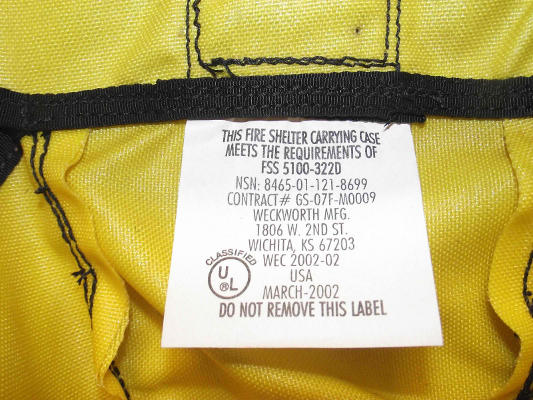 THIS FIRE SHELTER CARRYING CASE
MEETS THE REQUIREMENTS OF
FSS 5100-322D
NSN: 8465-01-121-8699
CONTRACT# GS-07F-M0009
WECKWORTH MFG.
1806 W. 2ND ST.
WICHITA, KS 67203
WEC 2002-02
USA
MARCH-2002
DO NOT REMOVE THIS LABEL
CLASSIFIED
UL
®